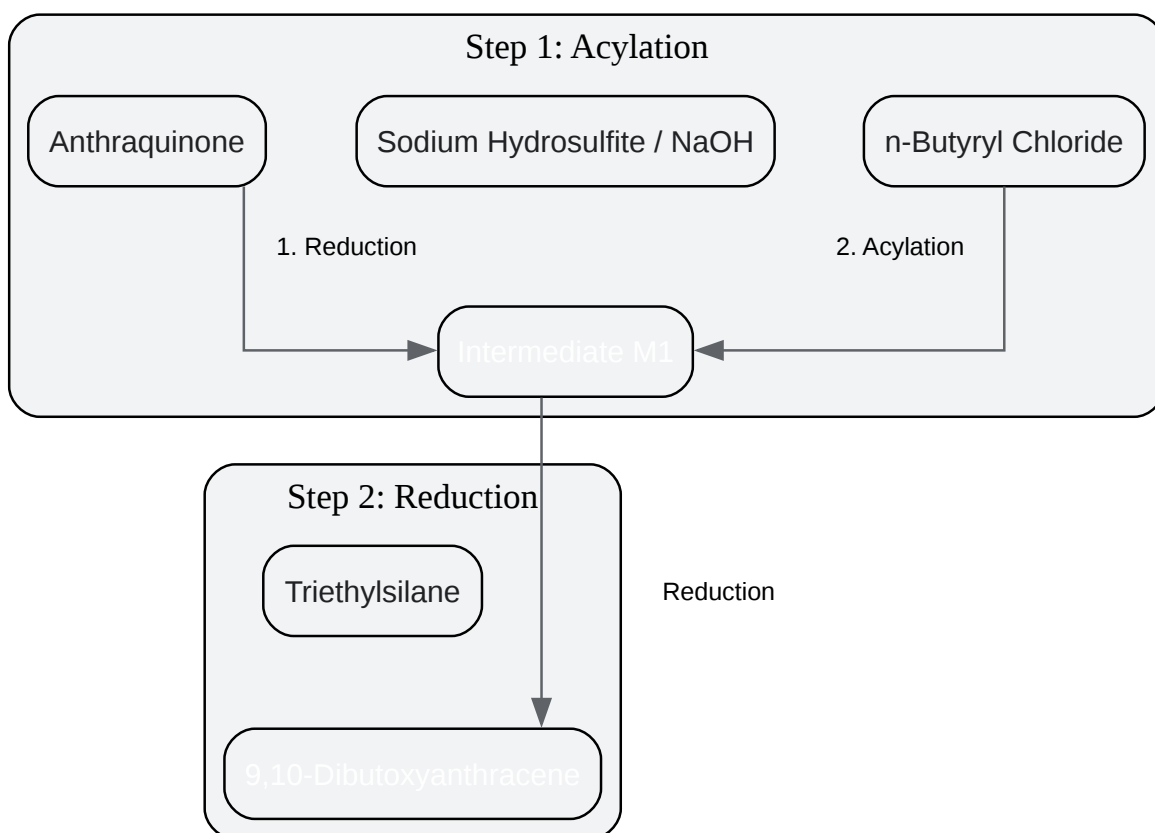 Step 1: Acylation
Anthraquinone
Sodium Hydrosulfite / NaOH
n-Butyryl Chloride
1. Reduction
2. Acylation
Intermediate M1
Step 2: Reduction
Triethylsilane
Reduction
9,10-Dibutoxyanthracene